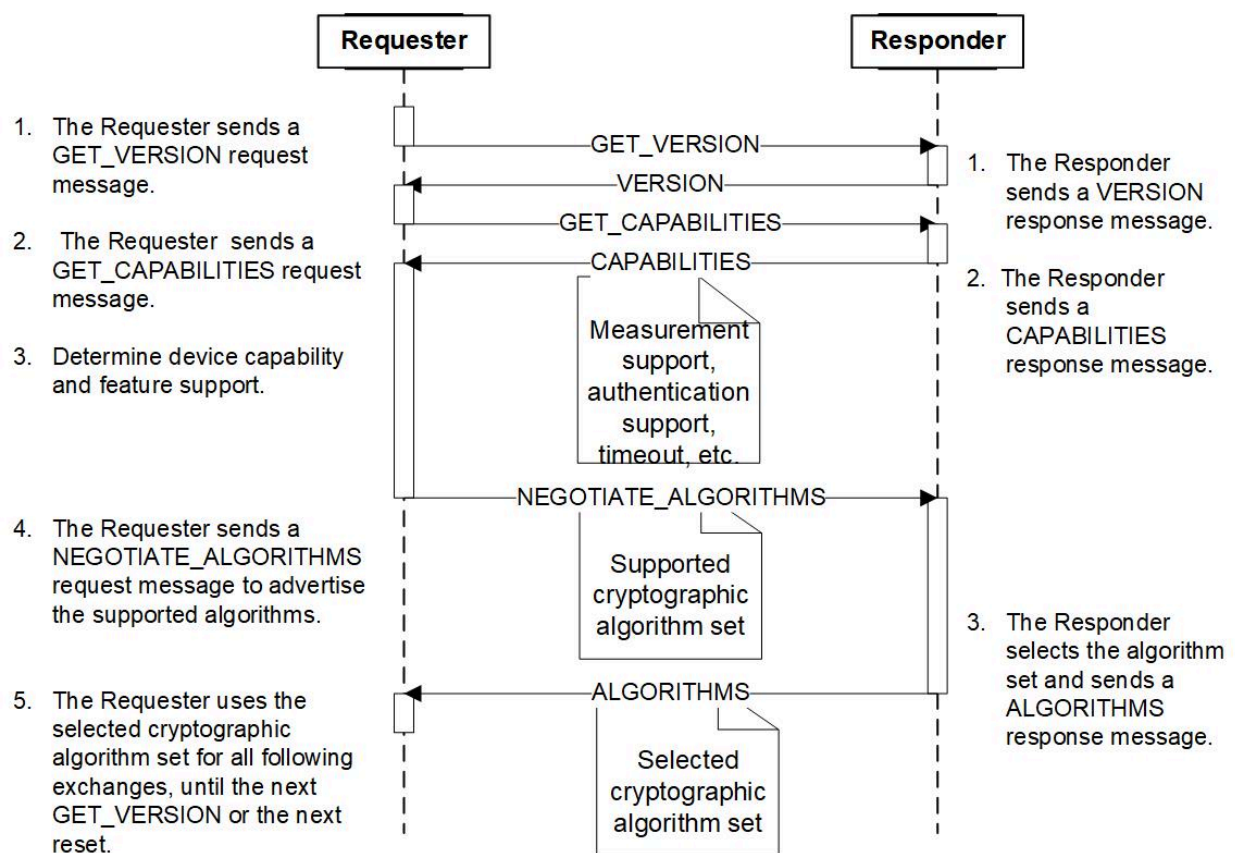 Requester
Responder
1. The Requester sends a
GET_VERSION request
message.
2. The Requester sends a
GET_CAPABILITIES request
message.
3. Determine device capability
and feature support.
4. The Requester sends a
NEGOTIATE_ALGORITHMS
request message to advertise
the supported algorithms.
5. The Requester uses the
selected cryptographic
algorithm set for all following
exchanges, until the next
GET_VERSION or the next
reset.
GET_VERSION
VERSION
GET_CAPABILITIES
CAPABILITIES
Measurement
support,
authentication
support,
timeout, etc.
NEGOTIATE_ALGORITHMS
Supported
cryptographic
algorithm set
ALGORITHMS
Selected
cryptographic
algorithm set
1. The Responder
sends a VERSION
response message.
2. The Responder
sends a
CAPABILITIES
response message.
3. The Responder
selects the algorithm
set and sends a
ALGORITHMS
response message.